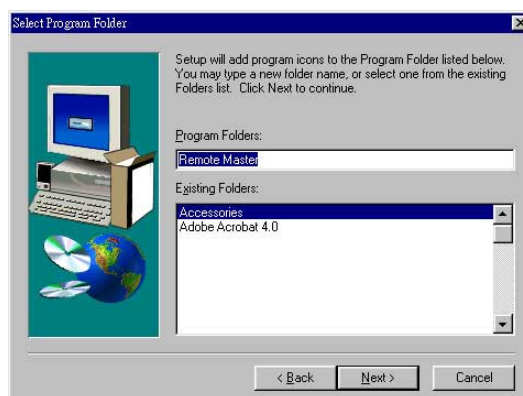 Select Program Folder
Setup will add program icons to the Program Folder listed below.
You may type a new folder name, or select one from the existing
Folders list.  Click Next to continue.
Program Folders:
Remote Master
Existing Folders:
Accessories
Adobe Acrobat 4.0
< Back
Next >
Cancel